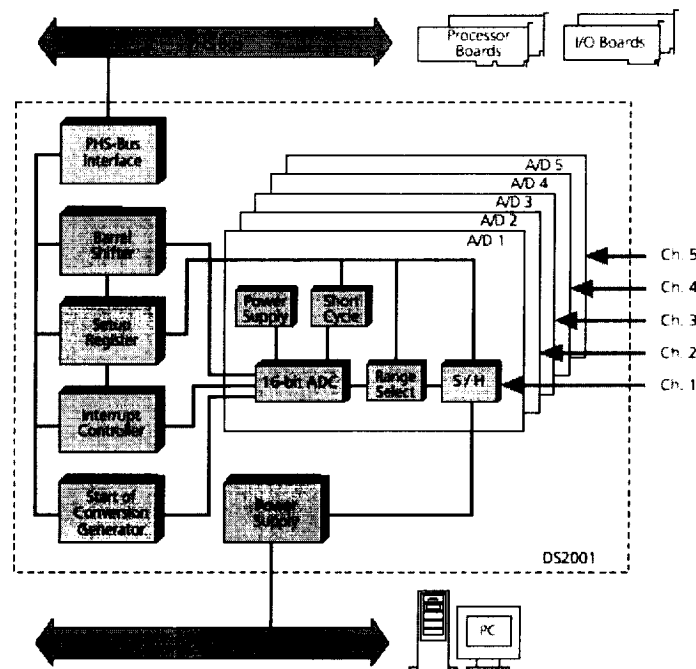 Processor
Boards
I/O Boards
PHS-Bus
Interface
A/D 5
A/D 4
A/D 3
A/D 2
A/D 1
Barrel
Shifter
Ch. 5
Ch. 4
Ch. 3
Ch. 2
Ch. 1
Power
Supply
Short
Cycle
Setup
Register
16-bit ADC
Range
Select
S / H
Interrupt
Controller
Start of
Conversion
Generator
Power
Supply
DS2001
PC